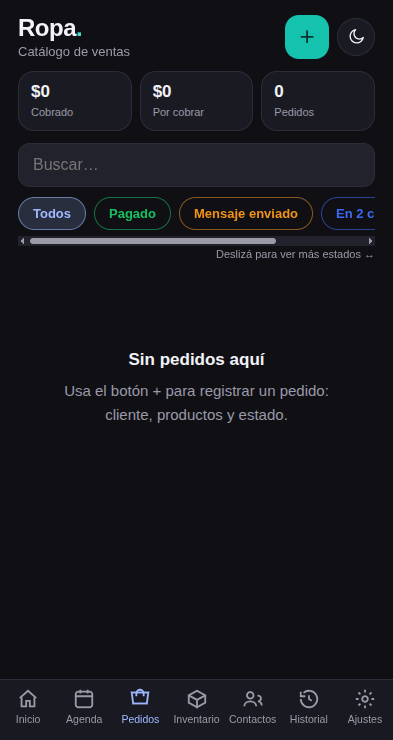 Ropa.
Catálogo de ventas
$0
Cobrado
$0
Por cobrar
0
Pedidos
Buscar…
Todos
Pagado
Mensaje enviado
En 2 c
Deslizá para ver más estados ↔
Sin pedidos aquí
Usa el botón + para registrar un pedido:
cliente, productos y estado.
Inicio
Agenda
Pedidos
Inventario
Contactos
Historial
Ajustes